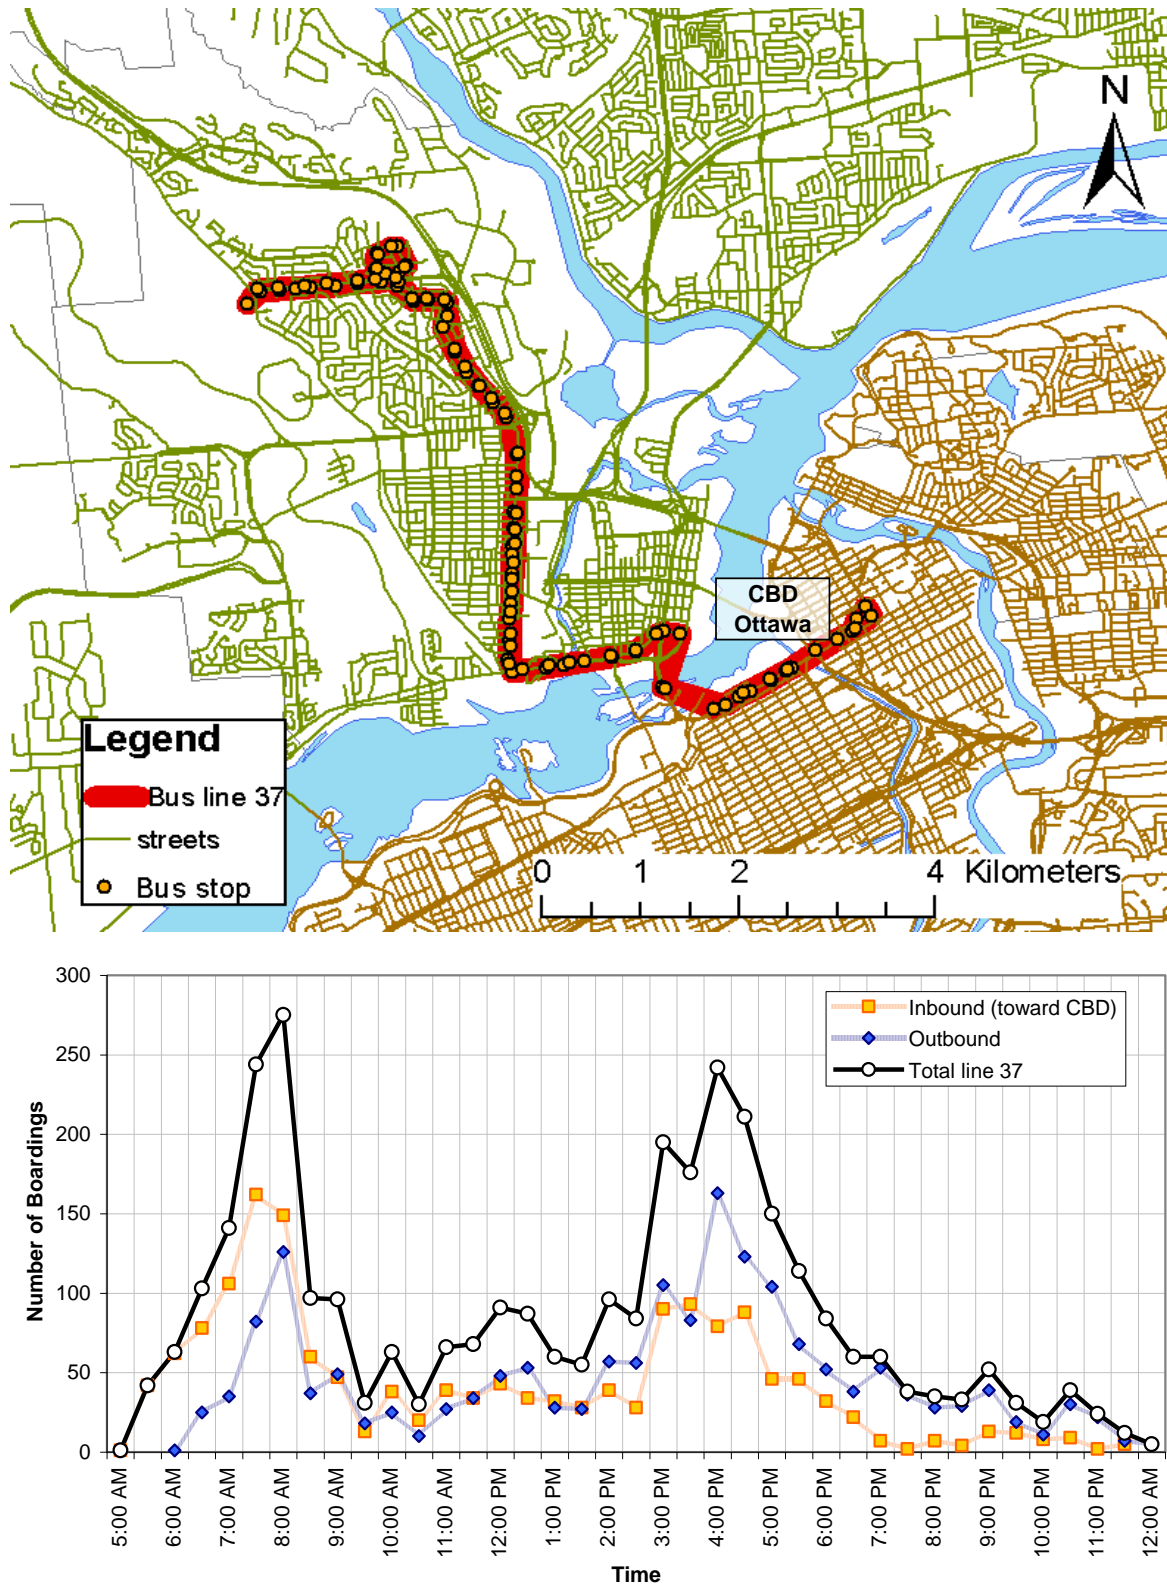 N
CBD
Ottawa
Legend
Bus line 37
streets
Bus stop
0 1 2 4 Kilometers
300
250
200
150
100
50
0
Number of Boardings
Inbound (toward CBD)
Outbound
Total line 37
5:00 AM
6:00 AM
7:00 AM
8:00 AM
9:00 AM
10:00 AM
11:00 AM
12:00 PM
1:00 PM
2:00 PM
3:00 PM
4:00 PM
5:00 PM
6:00 PM
7:00 PM
8:00 PM
9:00 PM
10:00 PM
11:00 PM
12:00 AM
Time